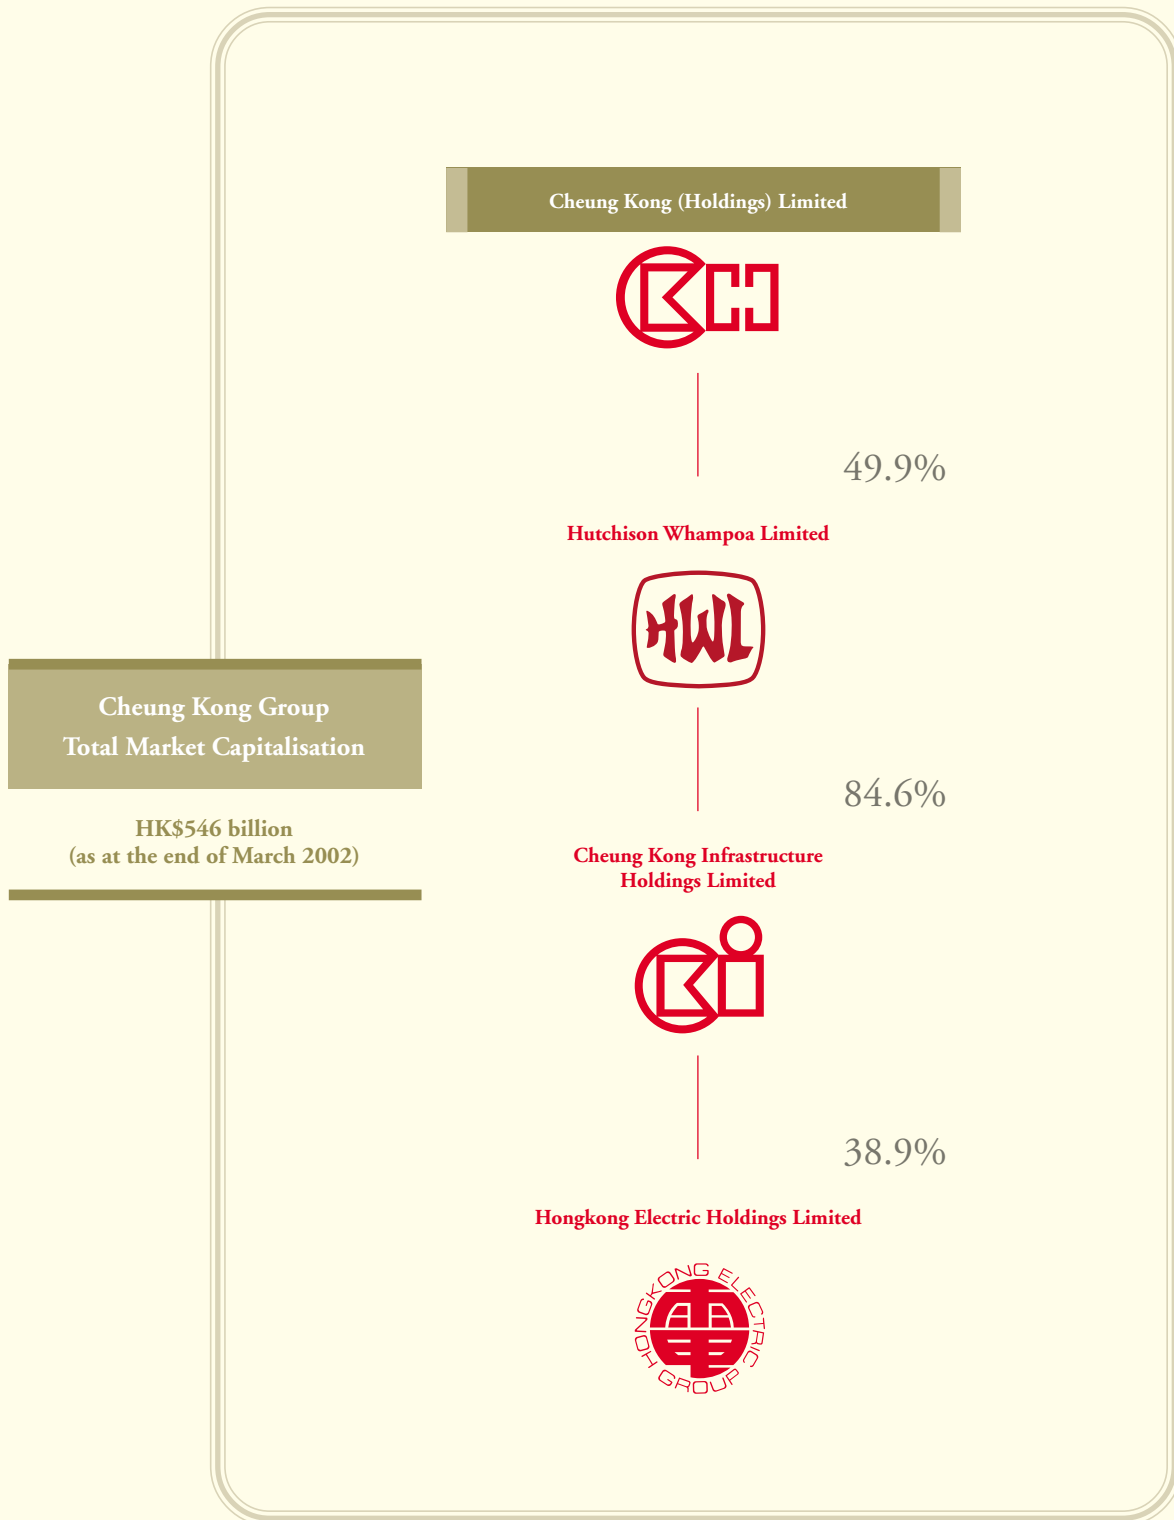 Cheung Kong (Holdings) Limited
49.9%
Hutchison Whampoa Limited
HWL
Cheung Kong Group
Total Market Capitalisation
HK$546 billion
(as at the end of March 2002)
84.6%
Cheung Kong Infrastructure
Holdings Limited
38.9%
Hongkong Electric Holdings Limited
HONGKONG ELECTRIC
GROUP